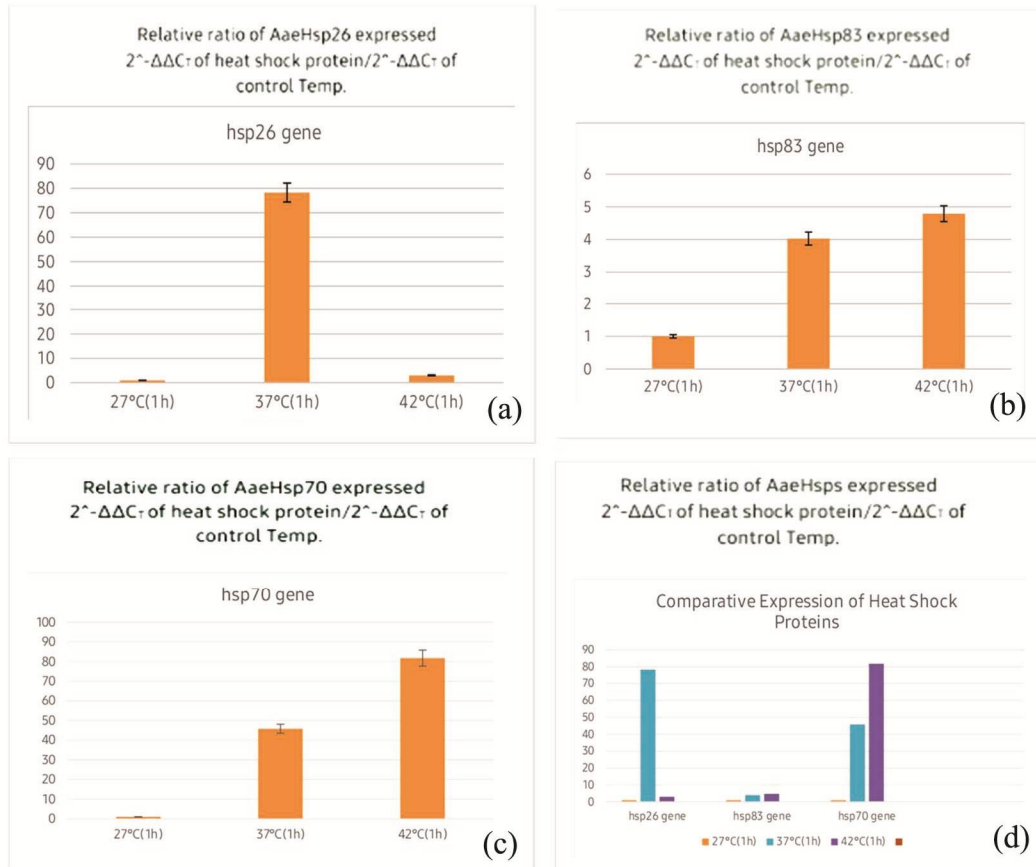 Relative ratio of AaeHsp26 expressed
2^-ΔΔCт of heat shock protein/2^-ΔΔCт of
control Temp.
hsp26 gene
90
80
70
60
50
40
30
20
10
0
27°C(1h) 37°C(1h) 42°C(1h)
(a)
Relative ratio of AaeHsp83 expressed
2^-ΔΔCт of heat shock protein/2^-ΔΔCт of
control Temp.
hsp83 gene
6
5
4
3
2
1
0
27°C(1h) 37°C(1h) 42°C(1h)
(b)
Relative ratio of AaeHsp70 expressed
2^-ΔΔCт of heat shock protein/2^-ΔΔCт of
control Temp.
hsp70 gene
100
90
80
70
60
50
40
30
20
10
0
27°C(1h) 37°C(1h) 42°C(1h)
(c)
Relative ratio of AaeHsps expressed
2^-ΔΔCт of heat shock protein/2^-ΔΔCт of
control Temp.
Comparative Expression of Heat Shock
Proteins
90
80
70
60
50
40
30
20
10
0
hsp26 gene hsp83 gene hsp70 gene
27°C(1h) 37°C(1h) 42°C(1h)
(d)